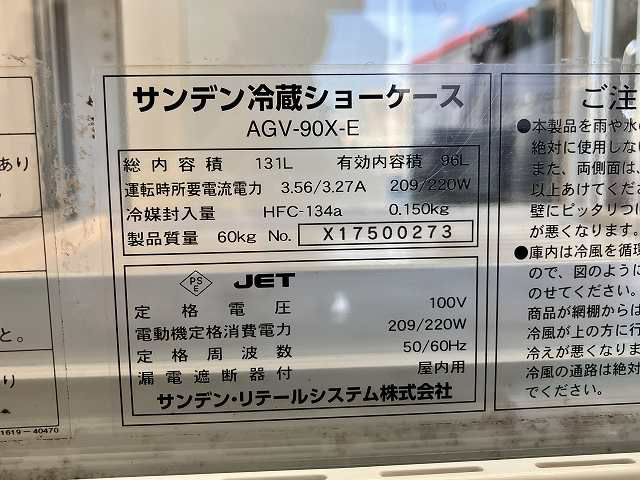 サンデン冷蔵ショーケース
AGV-90X-E
総内容積 131L 有効内容積 96L
運転時所要電流電力 3.56/3.27A 209/220W
冷媒封入量 HFC-134a 0.150kg
製品質量 60kg No. X17500273
PS
E
JET
定格電圧 100V
電動機定格消費電力 209/220W
定格周波数 50/60Hz
漏電遮断器付 屋内用
サンデン・リテールシステム株式会社
ご注
●本製品を雨や水の
絶対に使用しない
また、両側面は、
以上あけてくださ
壁にピッタリつけ
が悪くなります。
●庫内は冷風を循環
ので、図のように
のせてください。
商品が網棚からは
冷風が上の方に行
冷えが悪くなりま
冷風の通路は絶対
でください。
あり
と。
り
1619-40470